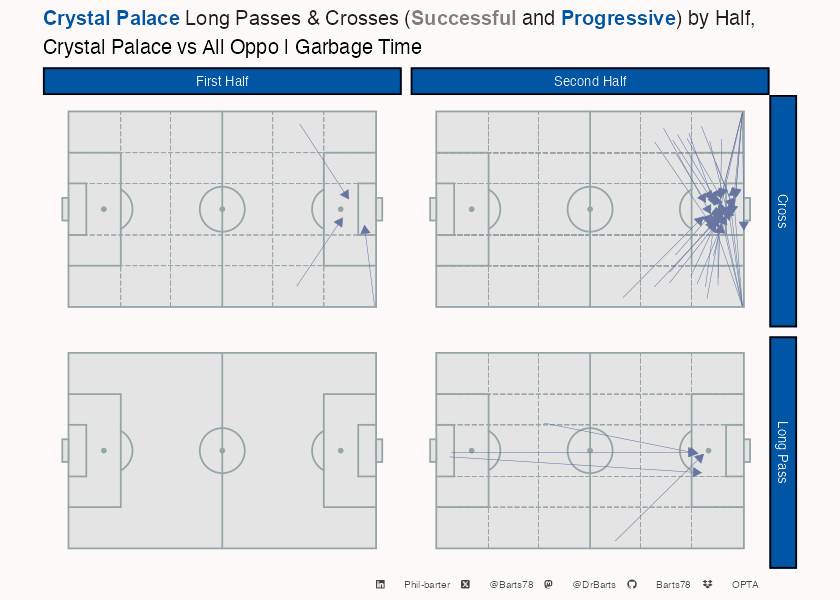 Crystal Palace Long Passes & Crosses (Successful and Progressive) by Half,
Crystal Palace vs All Oppo I Garbage Time
First Half
Second Half
Cross
Long Pass
Phil-barter @Barts78 @DrBarts Barts78 OPTA